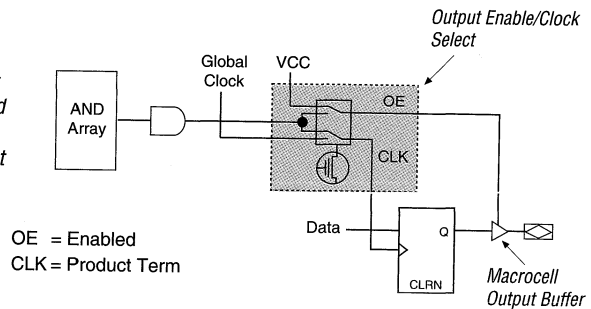 Output Enable/Clock
Select
Global
Clock
VCC
AND
Array
OE
CLK
Data
Q
CLRN
OE = Enabled
CLK = Product Term
Macrocell
Output Buffer